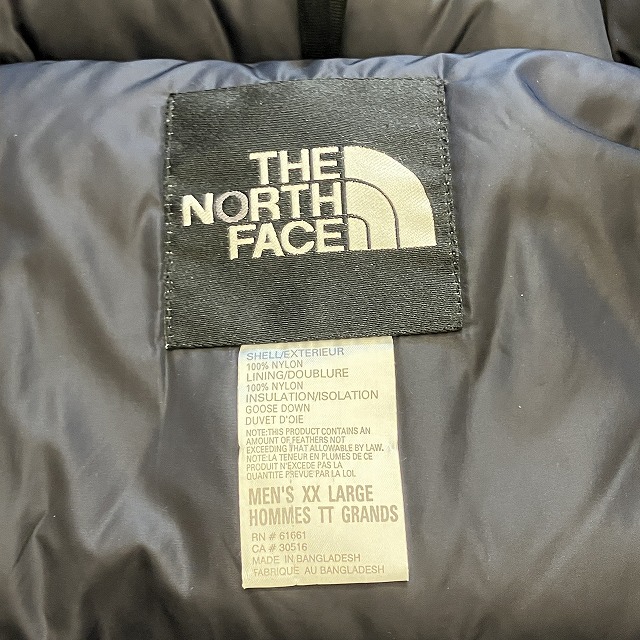 THE
NORTH
FACE
SHELL/EXTERIEUR
100% NYLON
LINING/DOUBLURE
100% NYLON
INSULATION/ISOLATION
GOOSE DOWN
DUVET D'OIE
NOTE:THIS PRODUCT CONTAINS AN
AMOUNT OF FEATHERS NOT
EXCEEDING THAT ALLOWABLE BY LAW.
NOTE:LA TENEUR EN PLUMES DE CE
PRODUIT N'EXCEDE PAS LA
QUANTITE PREVUE PAR LA LOI.
MEN'S XX LARGE
HOMMES TT GRANDS
RN # 61661
CA # 30516
MADE IN BANGLADESH
FABRIQUE AU BANGLADESH